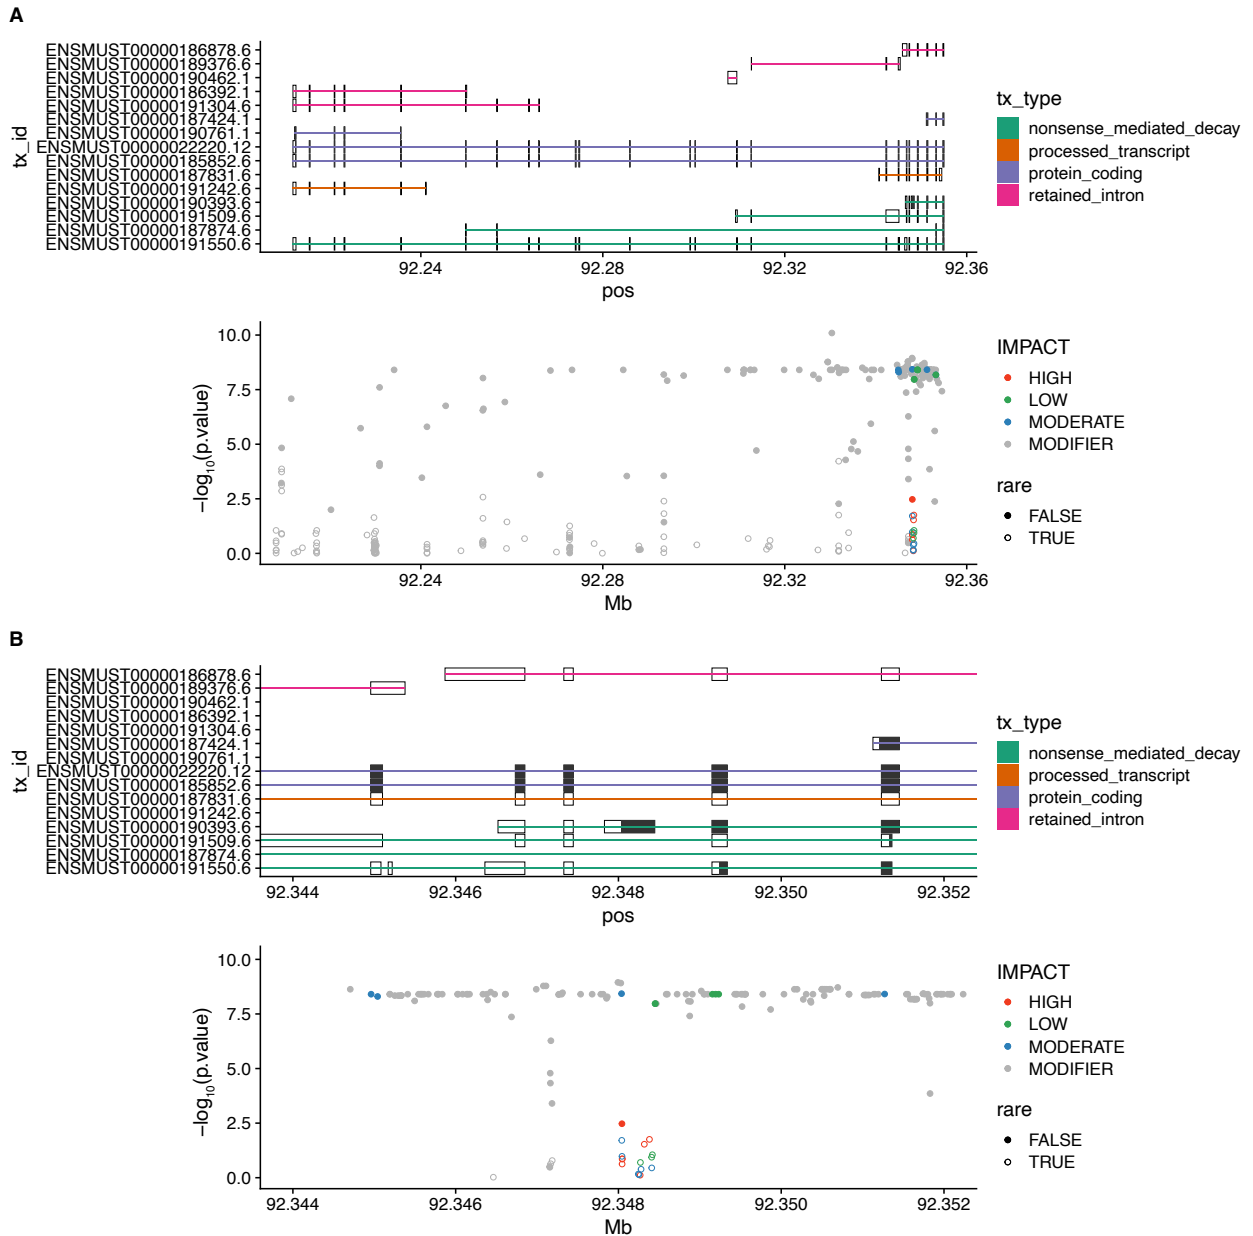 A
ENSMUST00000186878.6
ENSMUST00000189376.6
ENSMUST00000190462.1
ENSMUST00000186392.1
ENSMUST00000191304.6
ENSMUST00000187424.1
ENSMUST00000190761.1
ENSMUST00000022220.12
ENSMUST00000185852.6
ENSMUST00000187831.6
ENSMUST00000191242.6
ENSMUST00000190393.6
ENSMUST00000191509.6
ENSMUST00000187874.6
ENSMUST00000191550.6
tx_id
92.24 92.28 92.32 92.36
pos
tx_type
nonsense_mediated_decay
processed_transcript
protein_coding
retained_intron
10.0
7.5
5.0
2.5
0.0
−log10(p.value)
92.24 92.28 92.32 92.36
Mb
IMPACT
HIGH
LOW
MODERATE
MODIFIER
rare
FALSE
TRUE
B
ENSMUST00000186878.6
ENSMUST00000189376.6
ENSMUST00000190462.1
ENSMUST00000186392.1
ENSMUST00000191304.6
ENSMUST00000187424.1
ENSMUST00000190761.1
ENSMUST00000022220.12
ENSMUST00000185852.6
ENSMUST00000187831.6
ENSMUST00000191242.6
ENSMUST00000190393.6
ENSMUST00000191509.6
ENSMUST00000187874.6
ENSMUST00000191550.6
tx_id
92.344 92.346 92.348 92.350 92.352
pos
tx_type
nonsense_mediated_decay
processed_transcript
protein_coding
retained_intron
10.0
7.5
5.0
2.5
0.0
−log10(p.value)
92.344 92.346 92.348 92.350 92.352
Mb
IMPACT
HIGH
LOW
MODERATE
MODIFIER
rare
FALSE
TRUE